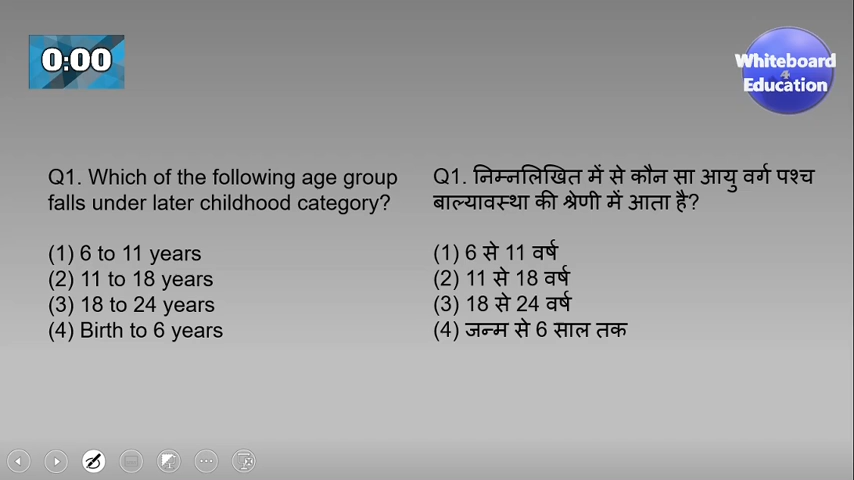 0:00
Whiteboard
4
Education
Q1. Which of the following age group
falls under later childhood category?
(1) 6 to 11 years
(2) 11 to 18 years
(3) 18 to 24 years
(4) Birth to 6 years
Q1. निम्नलिखित में से कौन सा आयु वर्ग पश्च
बाल्यावस्था की श्रेणी में आता है?
(1) 6 से 11 वर्ष
(2) 11 से 18 वर्ष
(3) 18 से 24 वर्ष
(4) जन्म से 6 साल तक